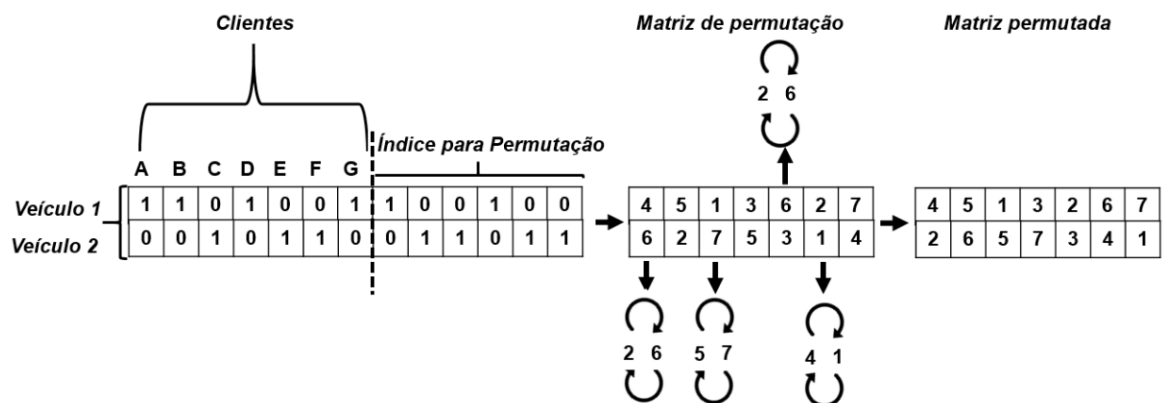 Clientes
Matriz de permutação
Matriz permutada
2 6
Índice para Permutação
A B C D E F G
Veículo 1 1 1 0 1 0 0 1 1 0 0 1 0 0 4 5 1 3 6 2 7 4 5 1 3 2 6 7
Veículo 2 0 0 1 0 1 1 0 0 1 1 0 1 1 6 2 7 5 3 1 4 2 6 5 7 3 4 1
2 6 5 7 4 1